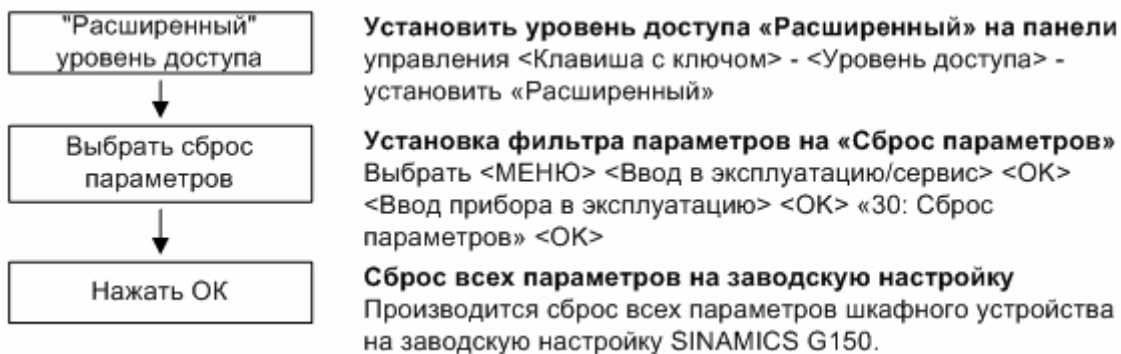 "Расширенный"
уровень доступа
Установить уровень доступа «Расширенный» на панели
управления <Клавиша с ключом> - <Уровень доступа> -
установить «Расширенный»
Выбрать сброс
параметров
Установка фильтра параметров на «Сброс параметров»
Выбрать <МЕНЮ> <Ввод в эксплуатацию/сервис> <OK>
<Ввод прибора в эксплуатацию> <OK> «30: Сброс
параметров» <OK>
Нажать ОК
Сброс всех параметров на заводскую настройку
Производится сброс всех параметров шкафного устройства
на заводскую настройку SINAMICS G150.